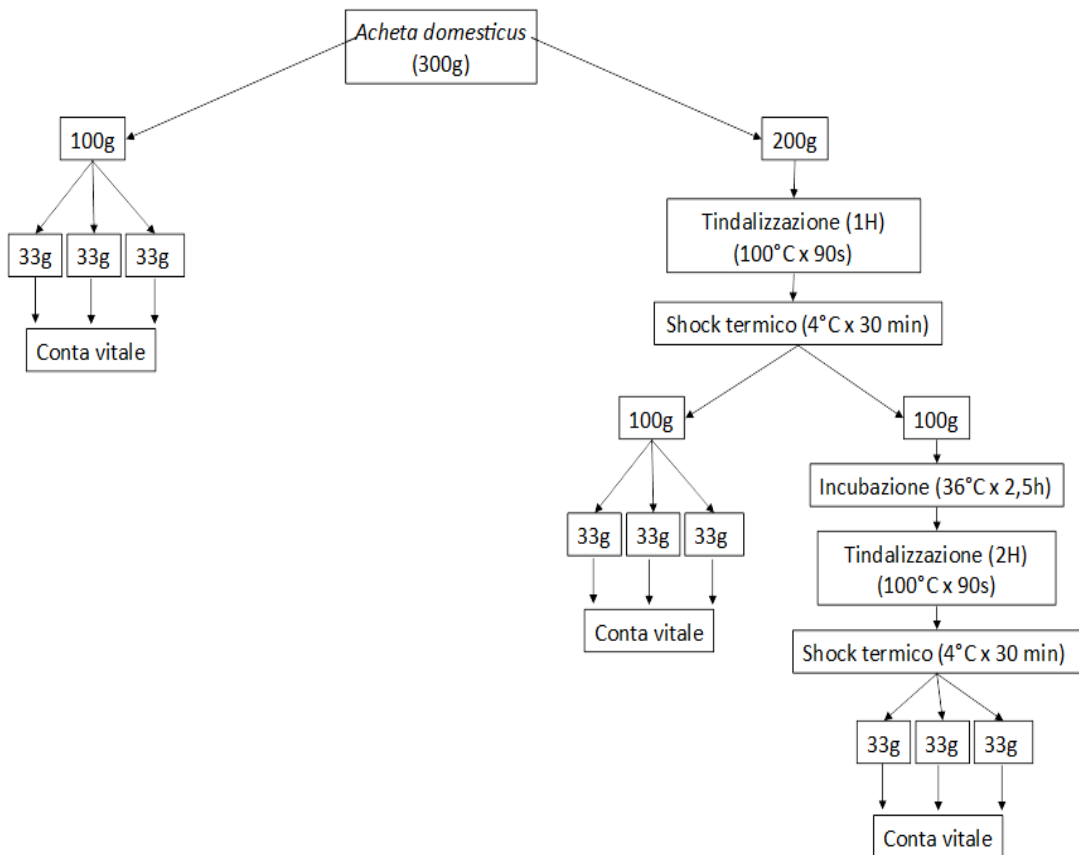 Acheta domesticus
(300g)
100g
200g
33g
33g
33g
Conta vitale
Tindalizzazione (1H)
(100°C x 90s)
Shock termico (4°C x 30 min)
100g
100g
33g
33g
33g
Conta vitale
Incubazione (36°C x 2,5h)
Tindalizzazione (2H)
(100°C x 90s)
Shock termico (4°C x 30 min)
33g
33g
33g
Conta vitale